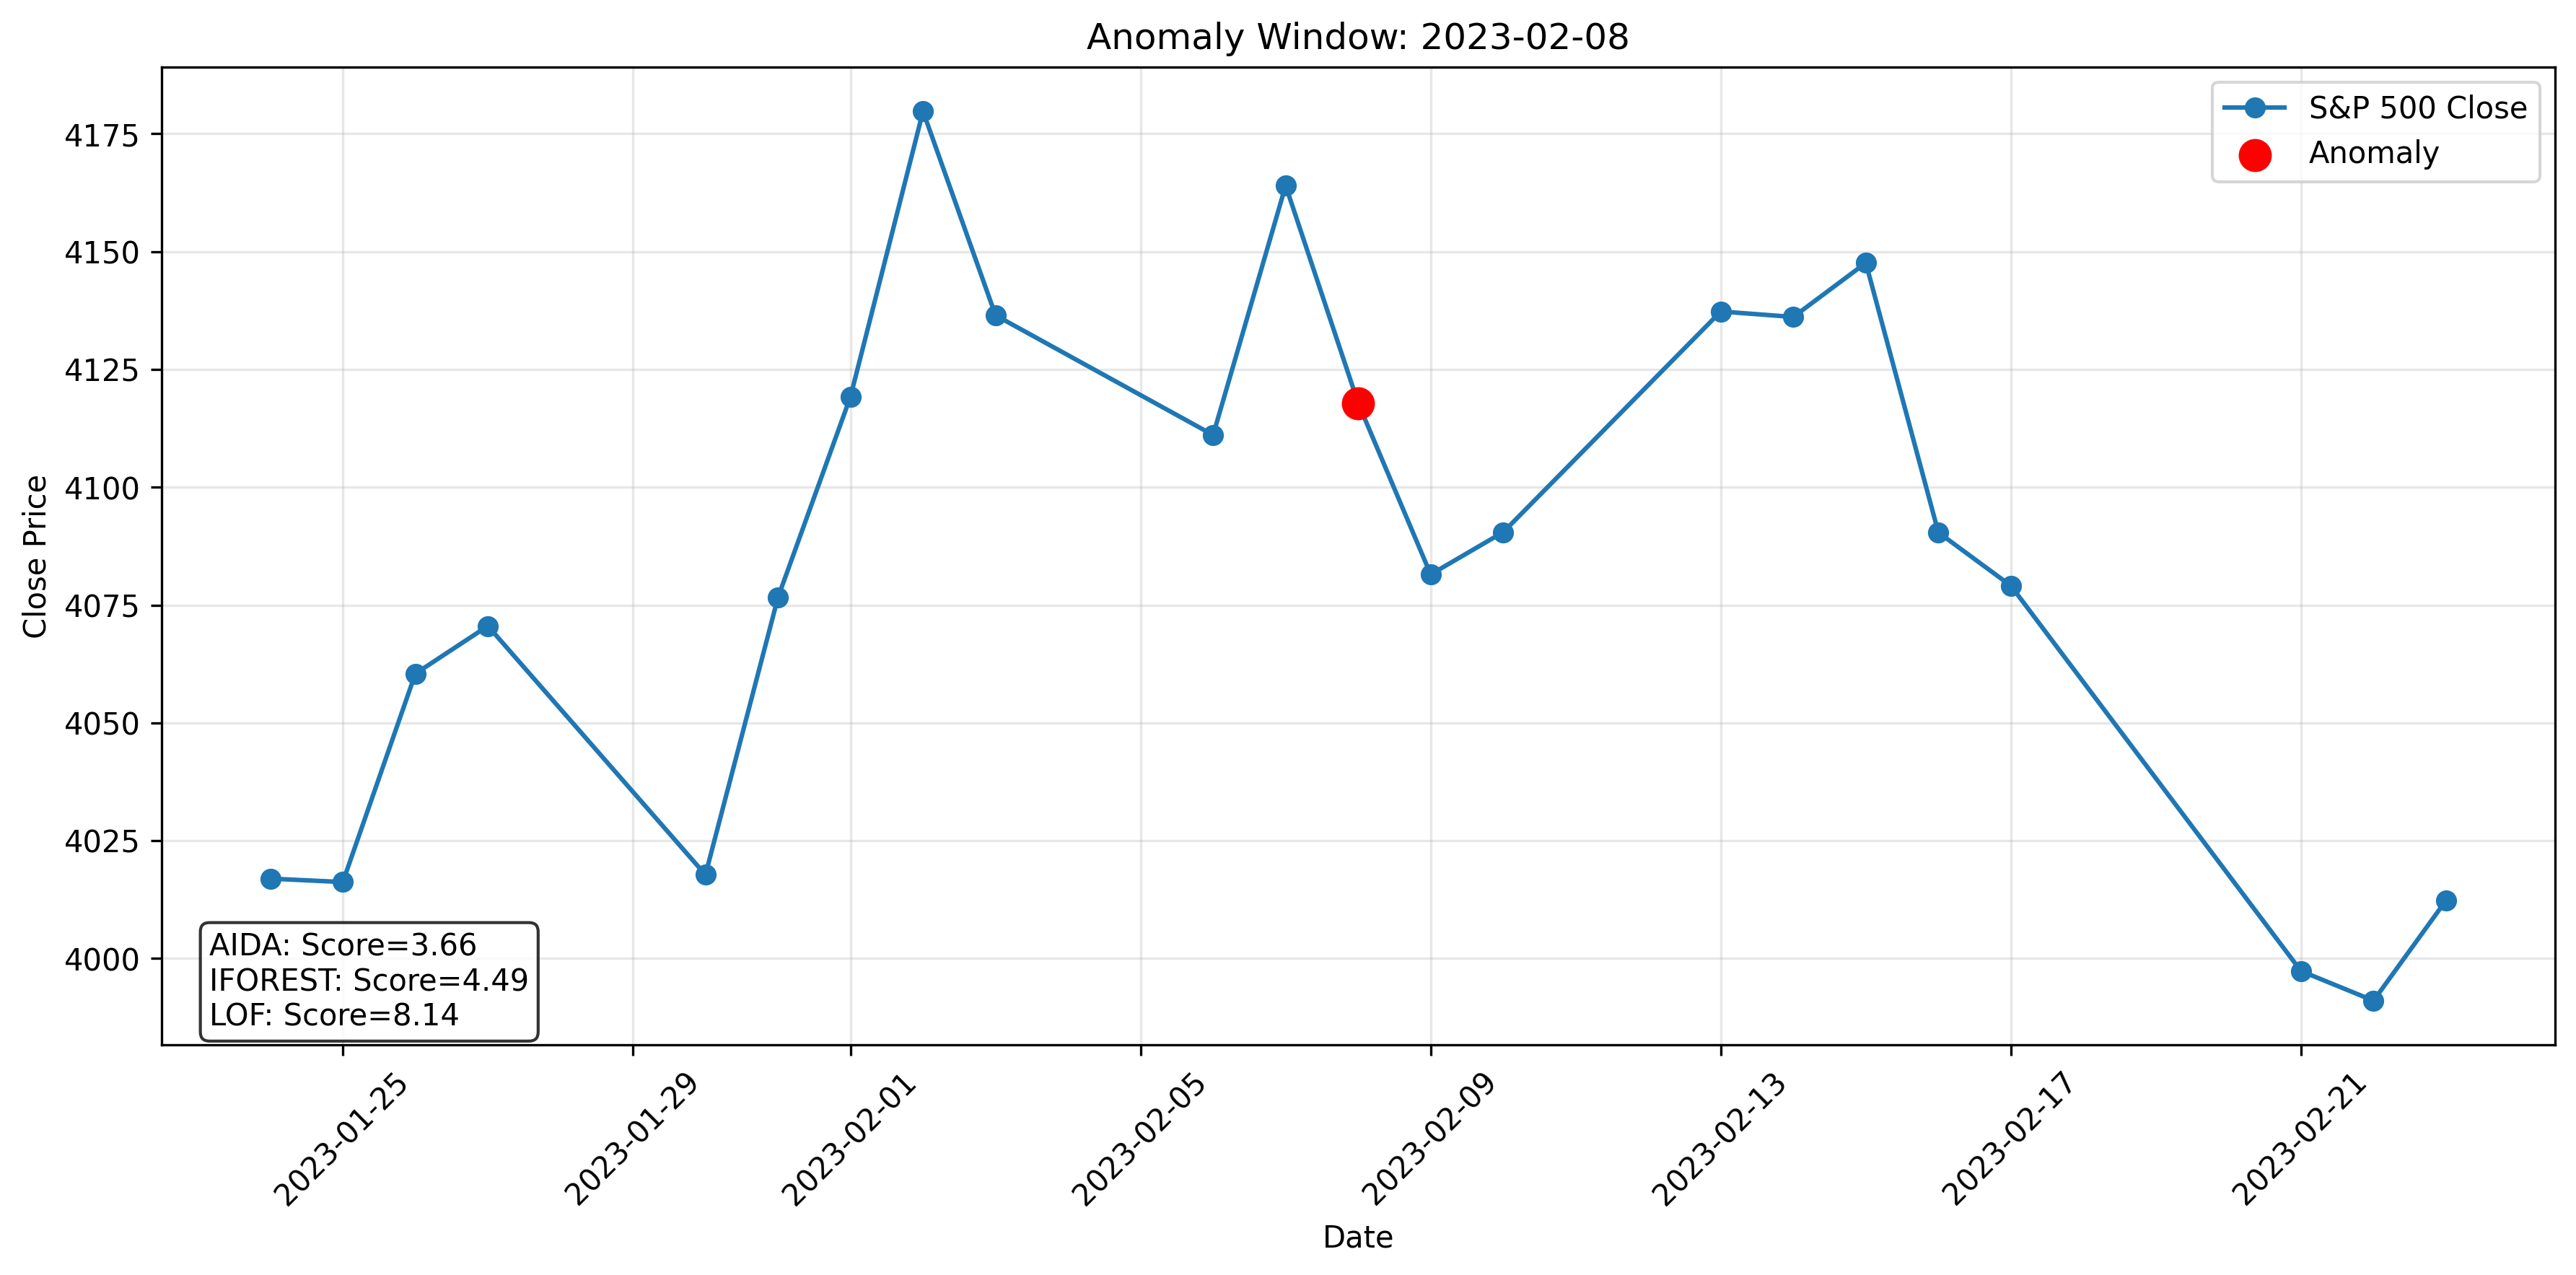 Anomaly Window: 2023-02-08
S&P 500 Close
Anomaly
Close Price
4175
4150
4125
4100
4075
4050
4025
4000
AIDA: Score=3.66
IFOREST: Score=4.49
LOF: Score=8.14
2023-01-25
2023-01-29
2023-02-01
2023-02-05
2023-02-09
2023-02-13
2023-02-17
2023-02-21
Date